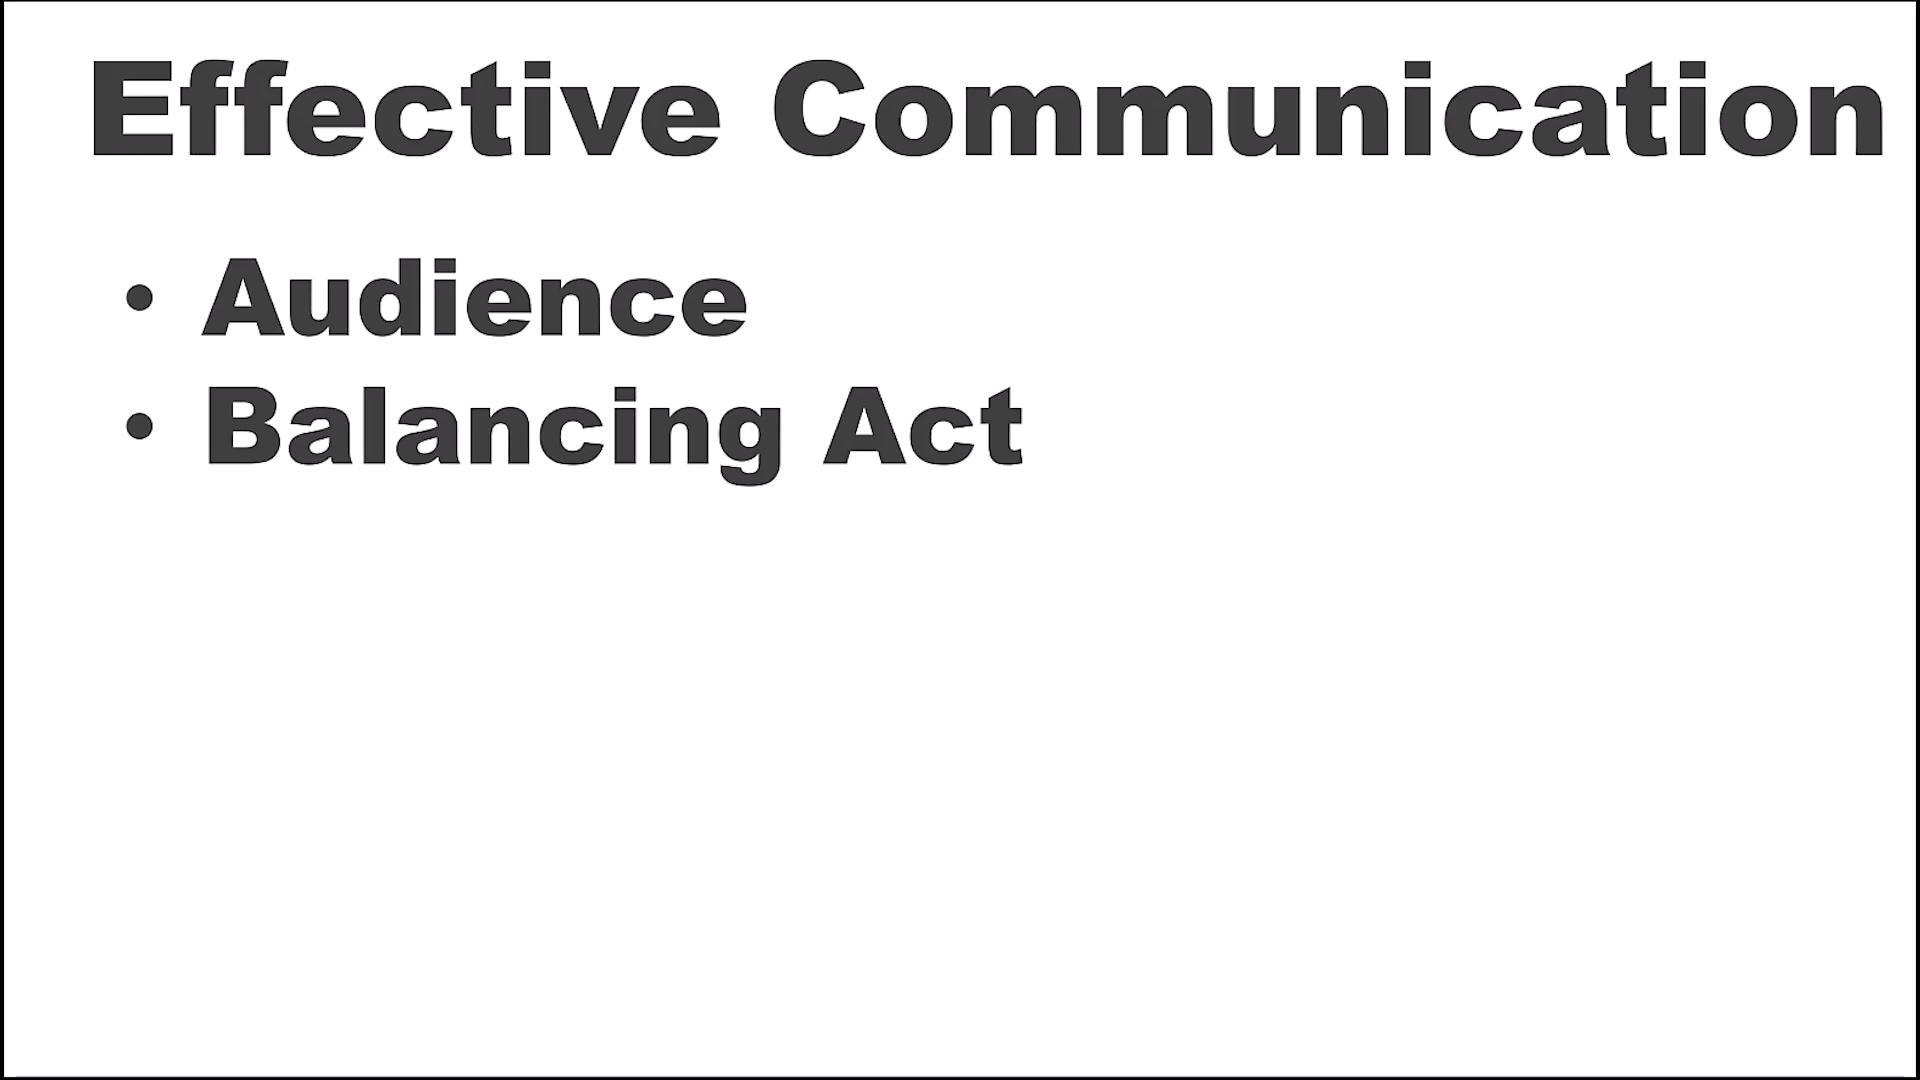 Effective Communication
• Audience
• Balancing Act